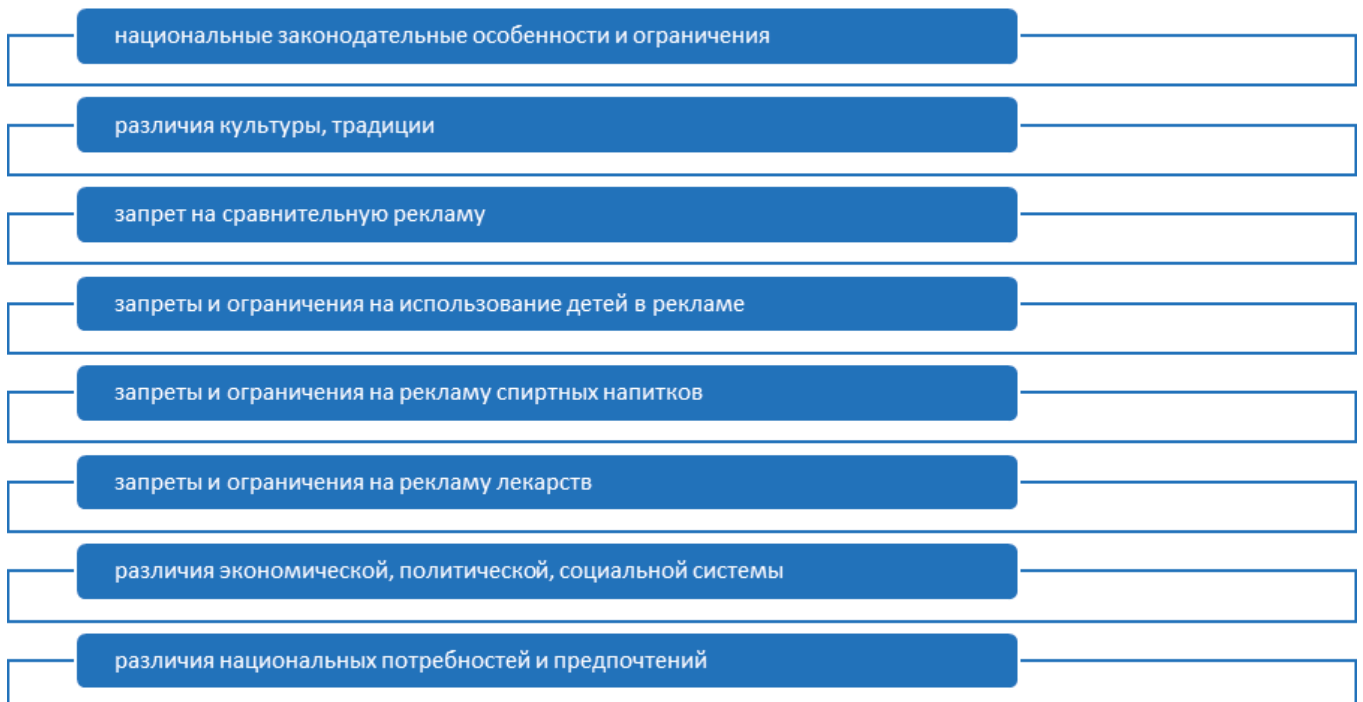 национальные законодательные особенности и ограничения
различия культуры, традиции
запрет на сравнительную рекламу
запреты и ограничения на использование детей в рекламе
запреты и ограничения на рекламу спиртных напитков
запреты и ограничения на рекламу лекарств
различия экономической, политической, социальной системы
различия национальных потребностей и предпочтений